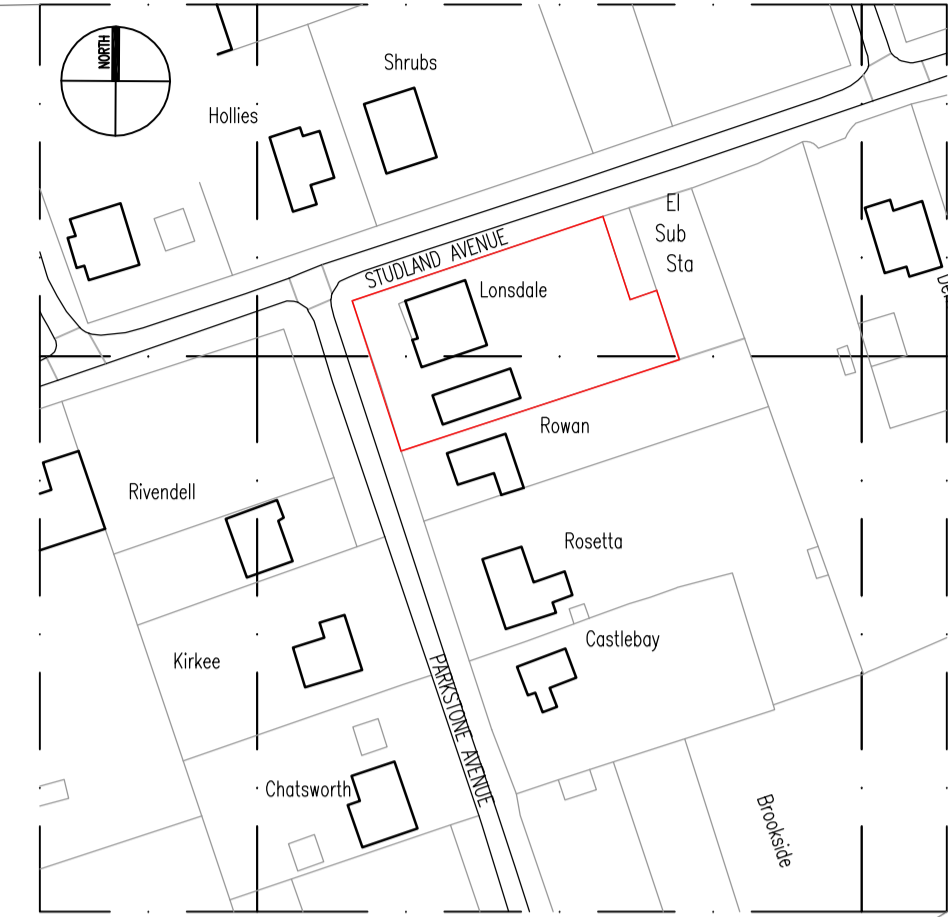 NORTH
Shrubs
Hollies
El
Sub
Sta
STUDLAND AVENUE
Lonsdale
Rowan
Rivendell
Rosetta
Castlebay
Kirkee
PARKSTONE AVENUE
Chatsworth
Brookside